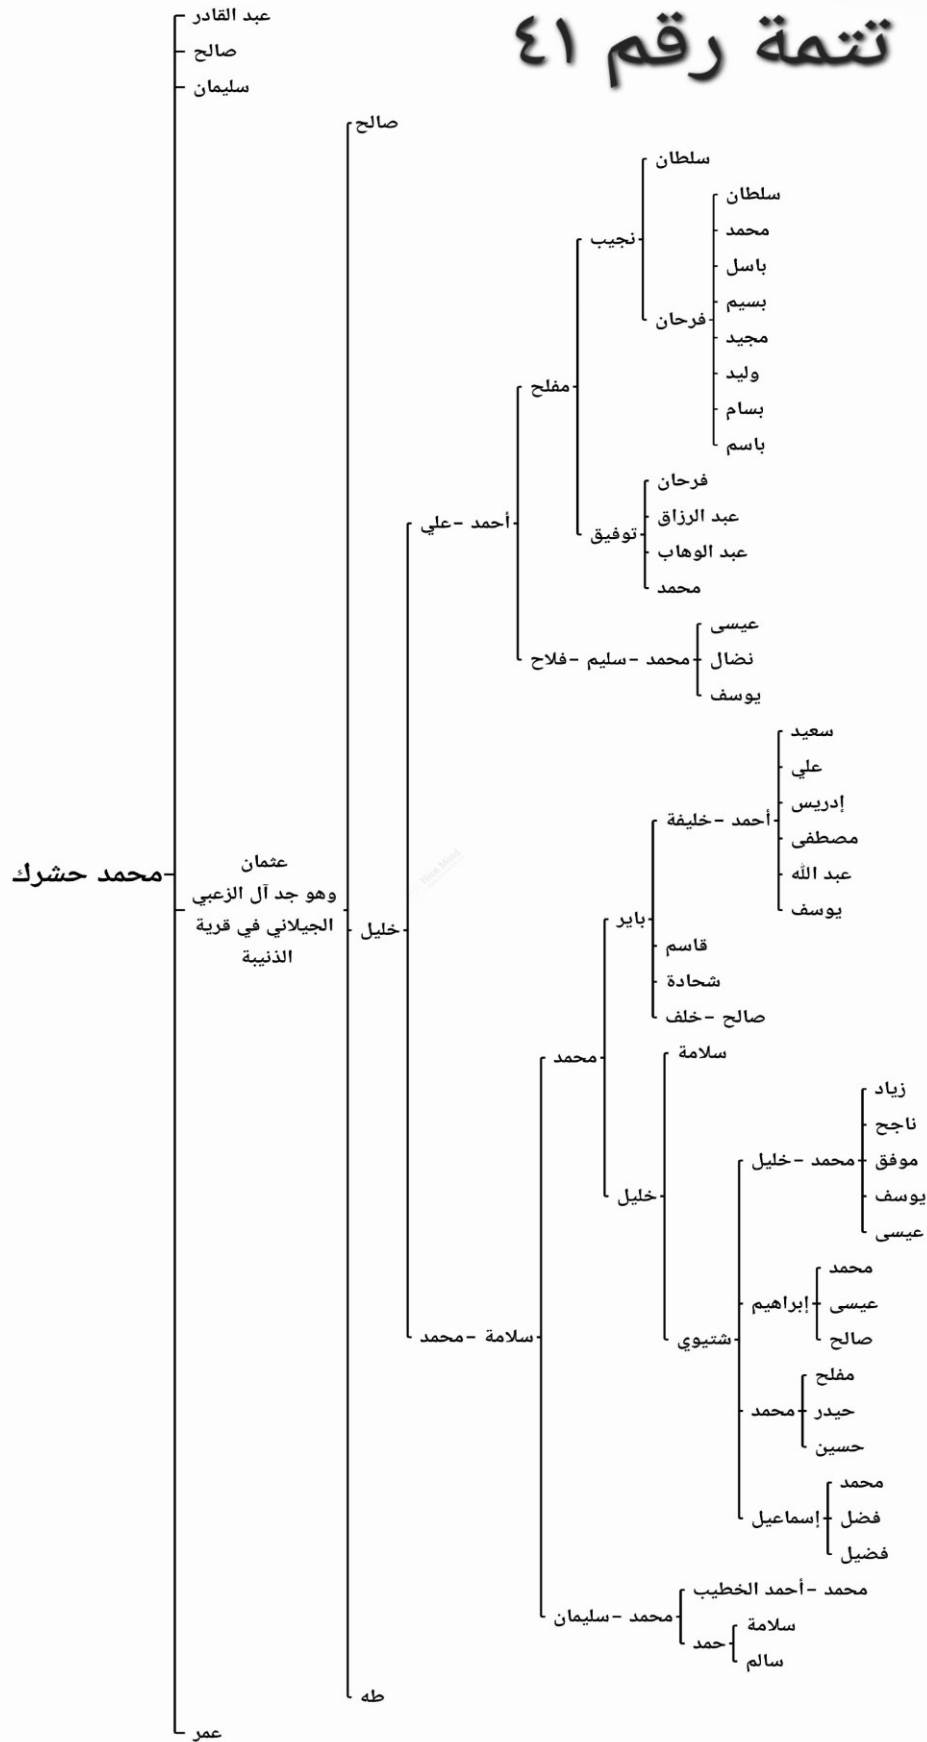 تتمة رقم ٤١
عبد القادر
صالح
سليمان
صالح
سلطان
سلطان
محمد
نجيب
باسل
بسيم
فرحان
مجيد
وليد
مفلح
بسام
باسم
فرحان
عبد الرزاق
أحمد -علي
توفيق
عبد الوهاب
محمد
عيسى
محمد -سليم -فلاح
نضال
يوسف
سعيد
علي
إدريس
أحمد -خليفة
مصطفى
محمد حشرك
عثمان
وهو جد آل الزعبي
الجيلاني في قرية
الذنيبة
عبد الله
يوسف
باير
خليل
قاسم
شحادة
صالح -خلف
سلامة
محمد
زياد
ناجح
محمد -خليل
موفق
خليل
يوسف
عيسى
محمد
إبراهيم
عيسى
سلامة -محمد
شتيوي
صالح
مفلح
محمد
حيدر
حسين
محمد
إسماعيل
فضل
فضيل
محمد -أحمد الخطيب
محمد -سليمان
سلامة
حمد
سالم
طه
عمر